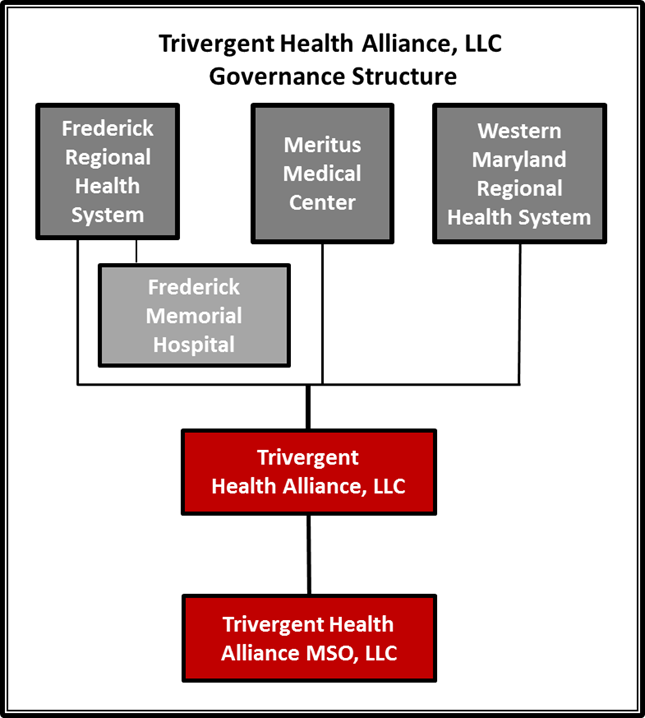 Trivergent Health Alliance, LLC
Governance Structure
Frederick
Regional
Health
System
Meritus
Medical
Center
Western
Maryland
Regional
Health System
Frederick
Memorial
Hospital
Trivergent
Health Alliance, LLC
Trivergent Health
Alliance MSO, LLC